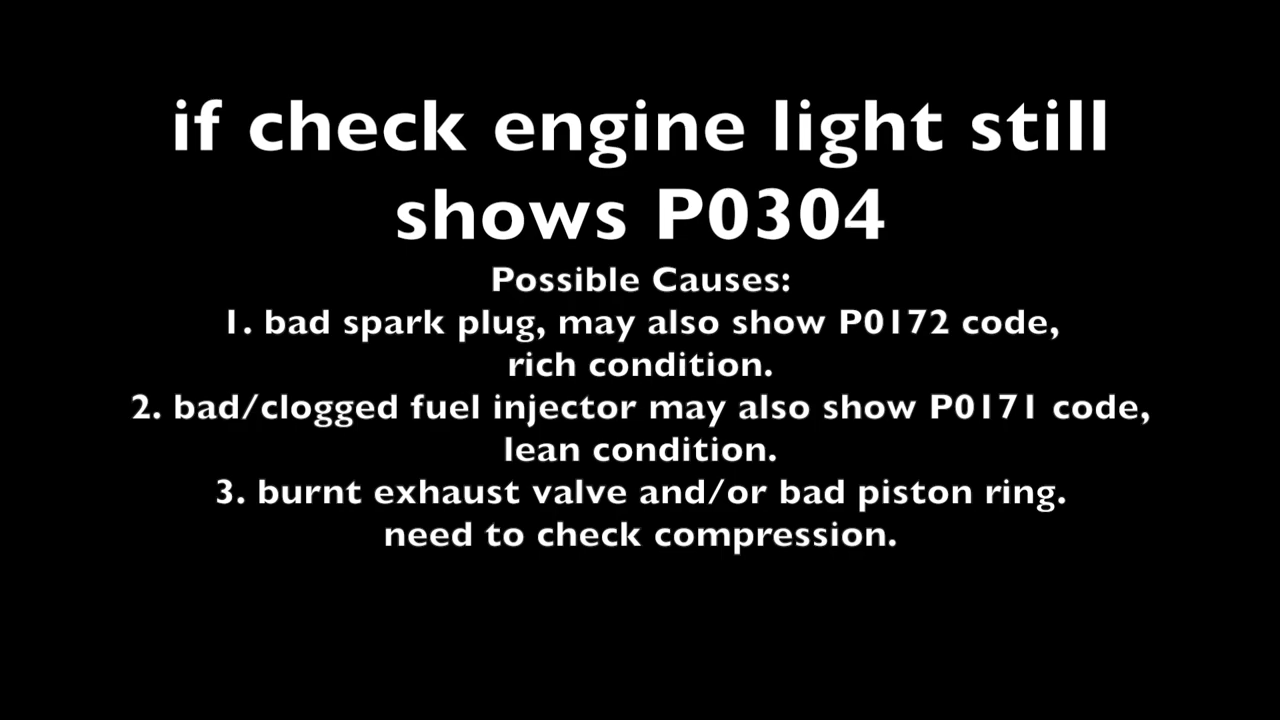 if check engine light still
shows P0304
Possible Causes:
1. bad spark plug, may also show P0172 code,
rich condition.
2. bad/clogged fuel injector may also show P0171 code,
lean condition.
3. burnt exhaust valve and/or bad piston ring.
need to check compression.